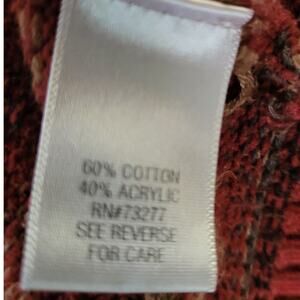 60% COTTON
40% ACRYLIC
RN#73277
SEE REVERSE
FOR CARE